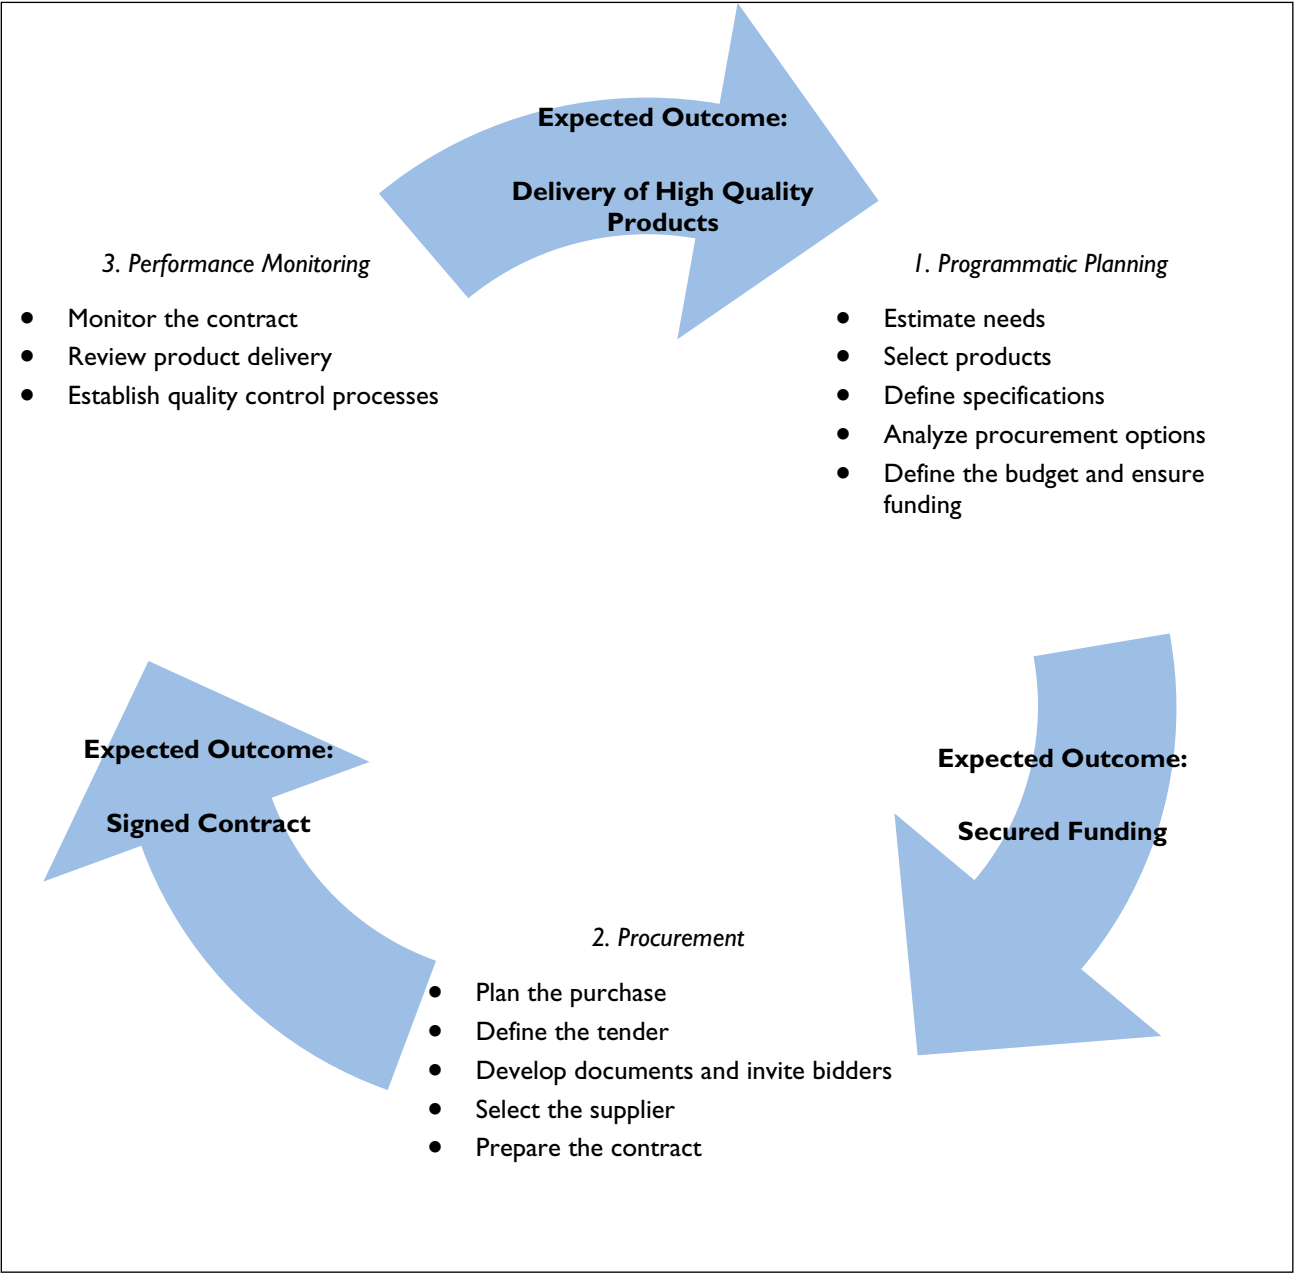 Expected Outcome:
Delivery of High Quality
Products
3. Performance Monitoring
● Monitor the contract
● Review product delivery
● Establish quality control processes
1. Programmatic Planning
● Estimate needs
● Select products
● Define specifications
● Analyze procurement options
● Define the budget and ensure
funding
Expected Outcome:
Signed Contract
Expected Outcome:
Secured Funding
2. Procurement
● Plan the purchase
● Define the tender
● Develop documents and invite bidders
● Select the supplier
● Prepare the contract